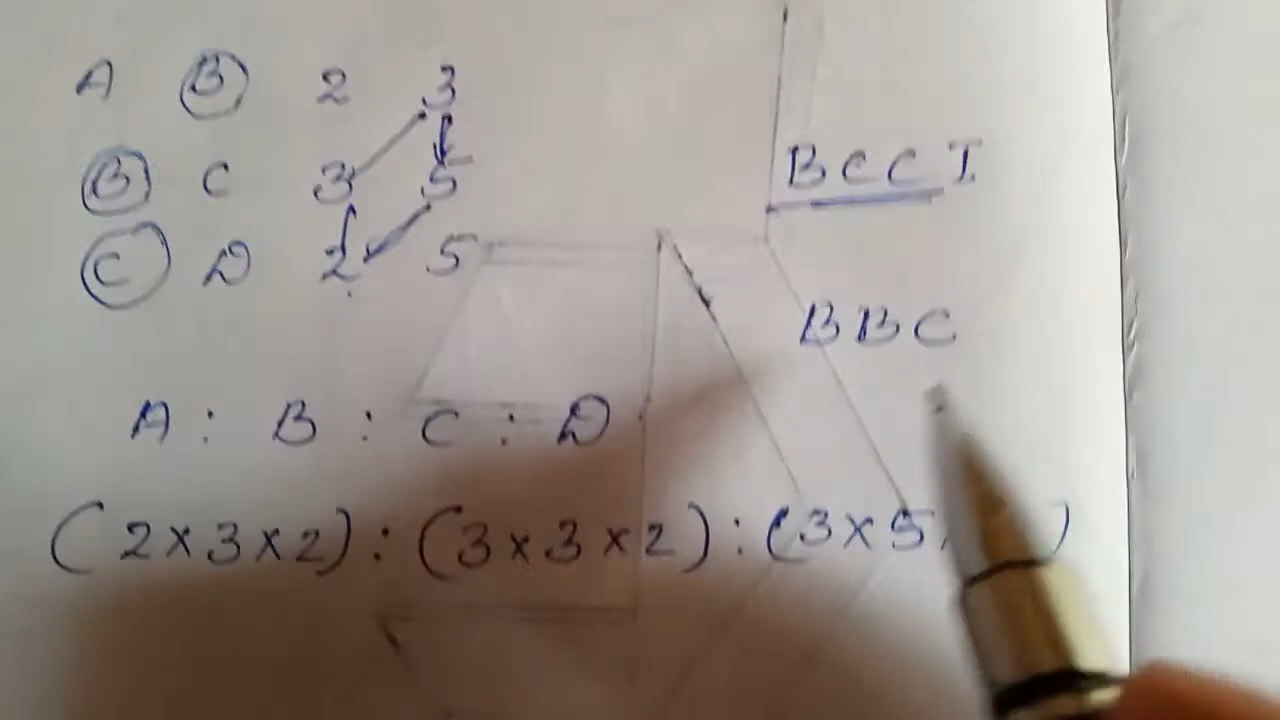 A B 2 3
B C 3 5
C D 2 5
BCCI
BBC
A : B : C : D
(2×3×2) : (3×3×2) : (3×5 )